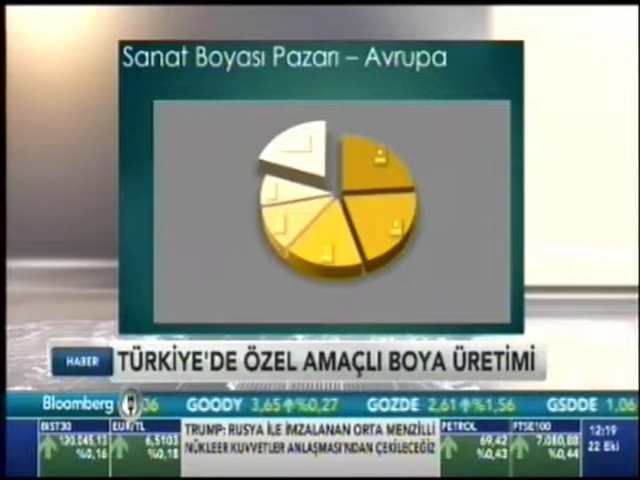 Sanat Boyası Pazarı – Avrupa
HABER
TÜRKİYE'DE ÖZEL AMAÇLI BOYA ÜRETİMİ
Bloomberg HT 06 GOODY 3,65 %0,27 GOZDE 2,61 %1,56 GSDDE 1,06
BIST30 120.045,13 %0,16
EUR/TL 6,5103 %0,18
TRUMP: RUSYA İLE İMZALANAN ORTA MENZİLLİ
NÜKLEER KUVVETLER ANLAŞMASI'NDAN ÇEKİLECEĞİZ
PETROL 69,42 %0,43
FTSE100 7.080,88 %0,44
12:19
22 Eki